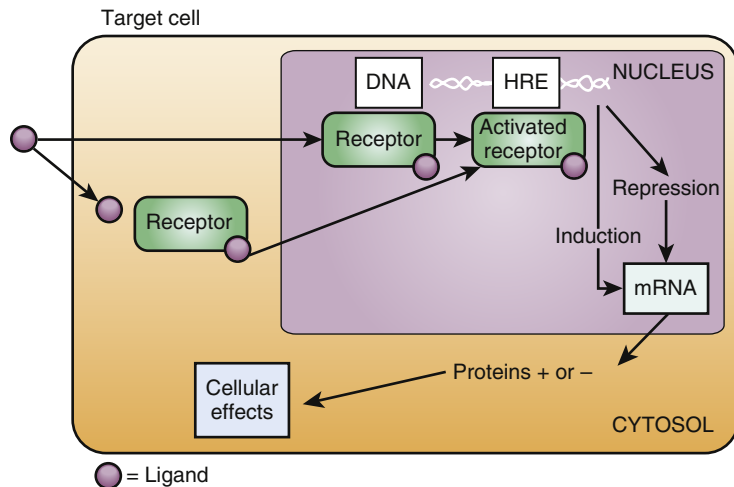 Target cell
NUCLEUS
DNA
HRE
Receptor
Activated
receptor
Receptor
Repression
Induction
mRNA
Proteins + or –
Cellular
effects
CYTOSOL
= Ligand